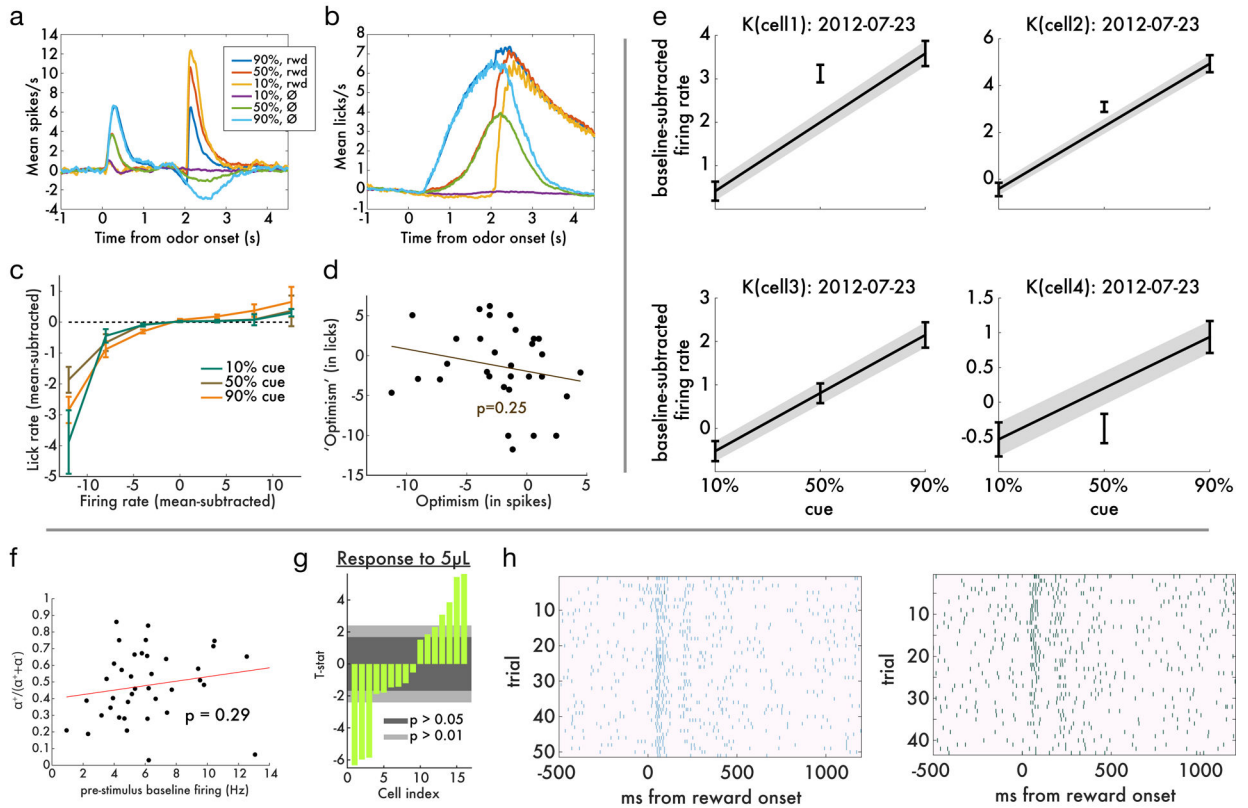 a
Mean spikes/s
14
12
10
8
6
4
2
0
-2
-4
-1 0 1 2 3 4
Time from odor onset (s)
90%, rwd
50%, rwd
10%, rwd
10%, Ø
50%, Ø
90%, Ø
b
Mean licks/s
8
7
6
5
4
3
2
1
0
-1
-1 0 1 2 3 4
Time from odor onset (s)
c
Lick rate (mean-subtracted)
1
0
-1
-2
-3
-4
-5
-10 -5 0 5 10
Firing rate (mean-subtracted)
10% cue
50% cue
90% cue
d
'Optimism' (in licks)
10
5
0
-5
-10
-15
-10 -5 0 5
Optimism (in spikes)
p=0.25
e
K(cell1): 2012-07-23
baseline-subtracted
firing rate
4
3
2
1
K(cell2): 2012-07-23
6
4
2
0
K(cell3): 2012-07-23
baseline-subtracted
firing rate
3
2
1
0
10% 50% 90%
cue
K(cell4): 2012-07-23
1.5
1
0.5
0
-0.5
10% 50% 90%
cue
f
α⁺/(α⁺+α⁻)
1
0.9
0.8
0.7
0.6
0.5
0.4
0.3
0.2
0.1
0
0 2 4 6 8 10 12 14
pre-stimulus baseline firing (Hz)
p = 0.29
g
Response to 5µL
T-stat
4
2
0
-2
-4
-6
0 5 10 15
Cell index
p > 0.05
p > 0.01
h
trial
10
20
30
40
50
-500 0 500 1000
ms from reward onset
trial
10
20
30
40
-500 0 500 1000
ms from reward onset